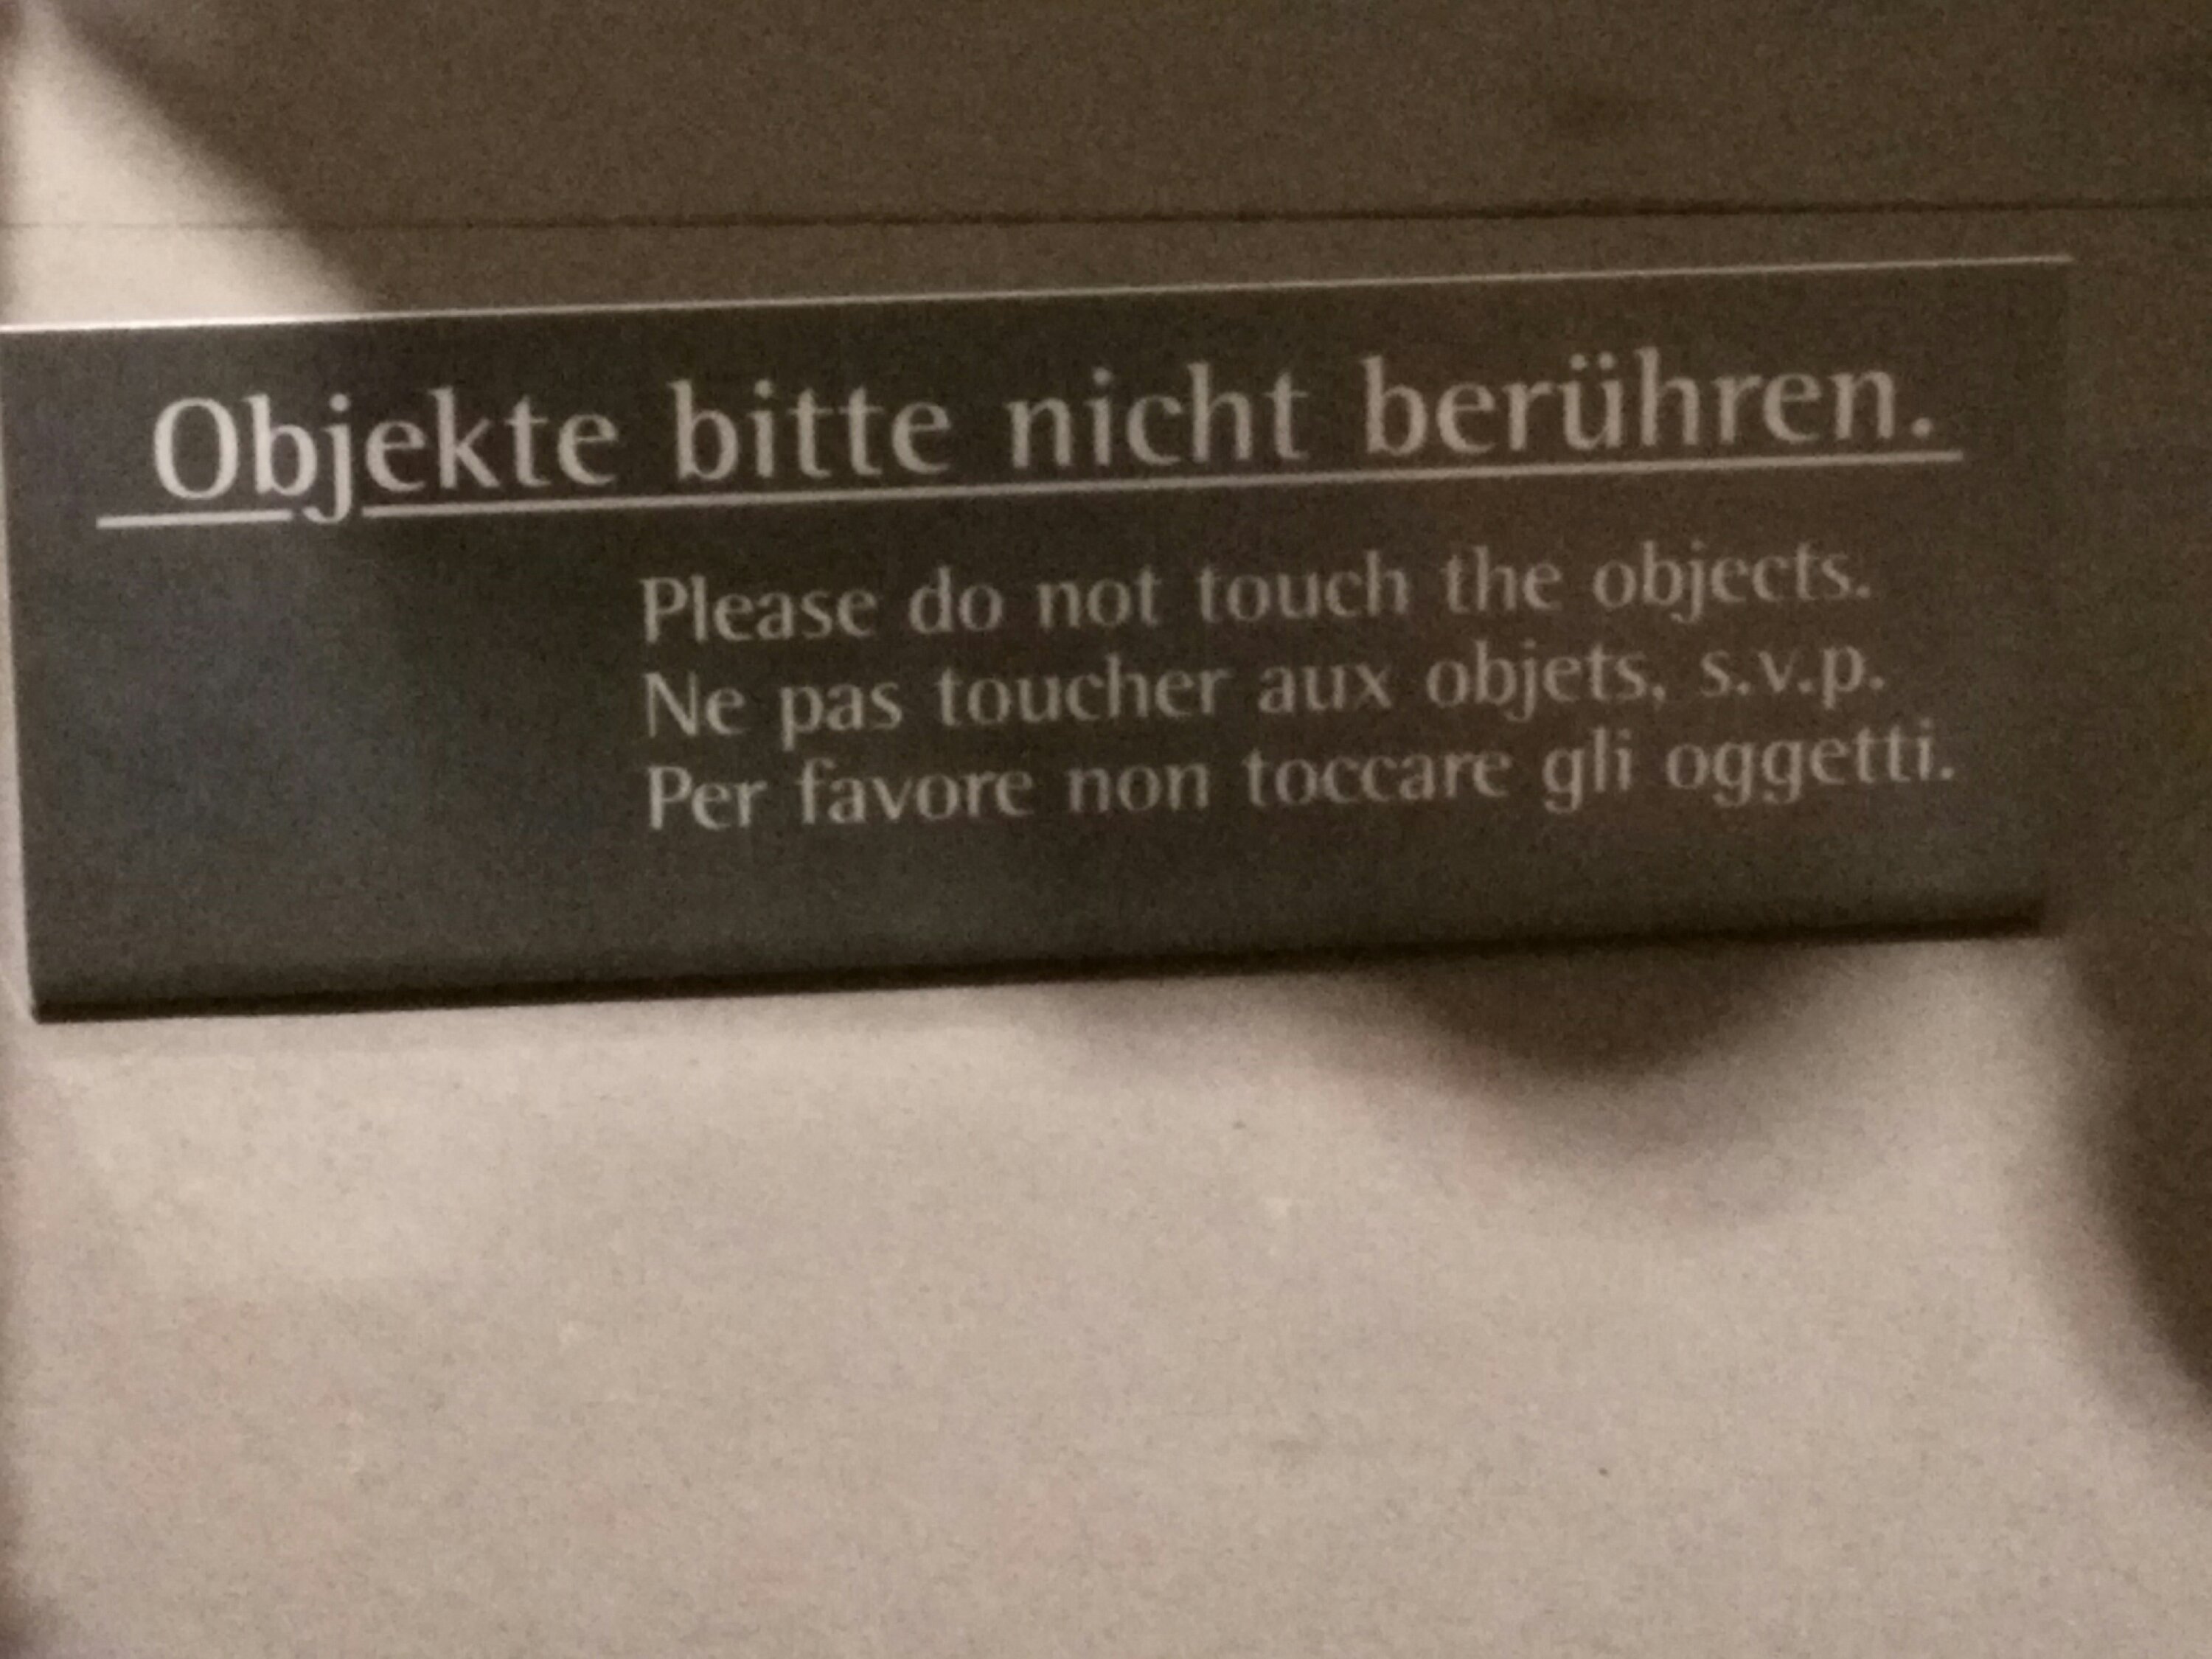 Objekte bitte nicht berühren.
Please do not touch the objects.
Ne pas toucher aux objets, s.v.p.
Per favore non toccare gli oggetti.